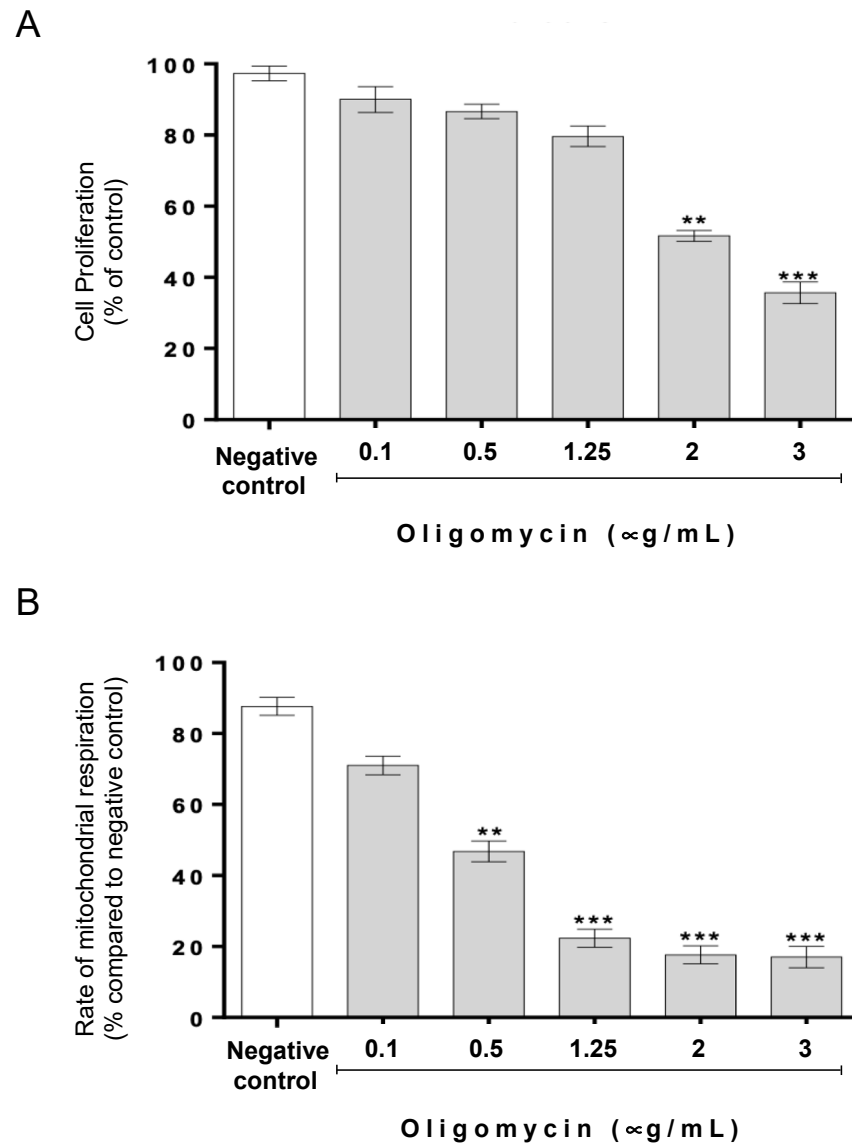 A
Cell Proliferation
(% of control)
100
80
60
40
20
0
**
***
Negative
control
0.1
0.5
1.25
2
3
Oligomycin (∝g/mL)
B
Rate of mitochondrial respiration
(% compared to negative control)
100
80
60
40
20
0
**
***
***
***
Negative
control
0.1
0.5
1.25
2
3
Oligomycin (∝g/mL)